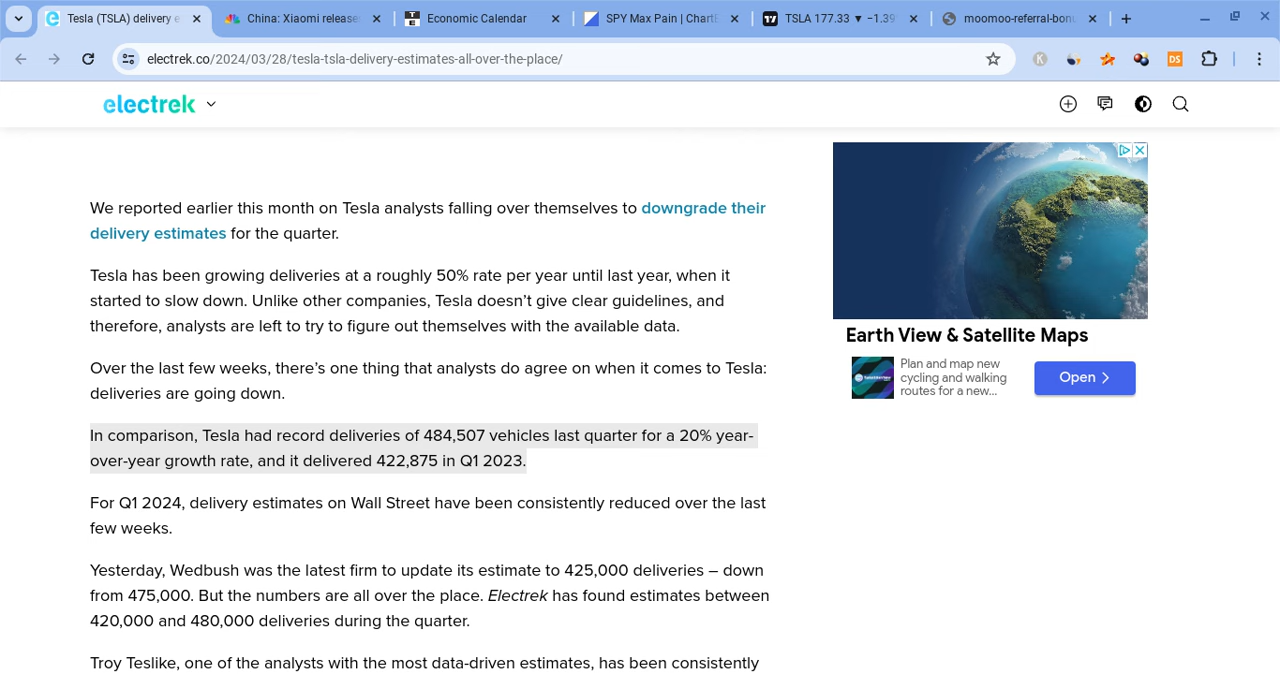 Tesla (TSLA) delivery e
China: Xiaomi release
Economic Calendar
SPY Max Pain | ChartE
TSLA 177.33 ▼ −1.39
moomoo-referral-bon
electrek.co/2024/03/28/tesla-tsla-delivery-estimates-all-over-the-place/
K
DS
electrek
We reported earlier this month on Tesla analysts falling over themselves to downgrade their
delivery estimates for the quarter.
Tesla has been growing deliveries at a roughly 50% rate per year until last year, when it
started to slow down. Unlike other companies, Tesla doesn’t give clear guidelines, and
therefore, analysts are left to try to figure out themselves with the available data.
Over the last few weeks, there’s one thing that analysts do agree on when it comes to Tesla:
deliveries are going down.
In comparison, Tesla had record deliveries of 484,507 vehicles last quarter for a 20% year-
over-year growth rate, and it delivered 422,875 in Q1 2023.
For Q1 2024, delivery estimates on Wall Street have been consistently reduced over the last
few weeks.
Yesterday, Wedbush was the latest firm to update its estimate to 425,000 deliveries – down
from 475,000. But the numbers are all over the place. Electrek has found estimates between
420,000 and 480,000 deliveries during the quarter.
Troy Teslike, one of the analysts with the most data-driven estimates, has been consistently
Earth View & Satellite Maps
Plan and map new
cycling and walking
routes for a new...
Open